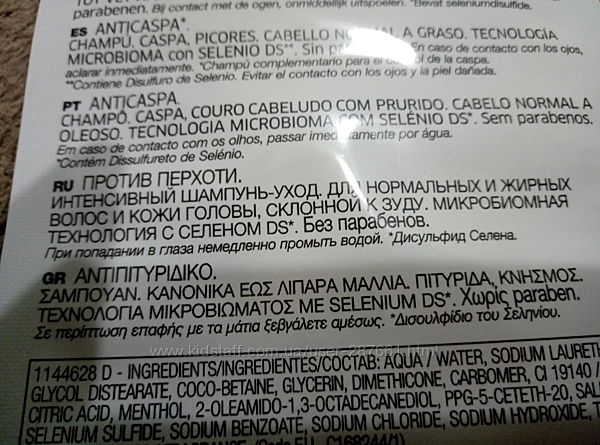 parabenen. Bij contact met de ogen, onmiddellijk uitspoelen. *Bevat seleniumdisulfide.
ES ANTICASPA*.
CHAMPÚ. CASPA, PICORES. CABELLO NORMAL A GRASO. TECNOLOGÍA
MICROBIOMA con SELENIO DS**. Sin En caso de contacto con los ojos,
aclarar inmediatamente. *Champú complementario para el control de la caspa.
**Contiene Disulfuro de Selenio. Evitar el contacto con los ojos y la piel dañada.
PT ANTICASPA.
CHAMPÔ. CASPA, COURO CABELUDO COM PRURIDO. CABELO NORMAL A
OLEOSO. TECNOLOGIA MICROBIOMA COM SELÉNIO DS*. Sem parabenos.
Em caso de contacto com os olhos, passar imediatamente por água.
*Contém Dissulfureto de Selénio.
RU ПРОТИВ ПЕРХОТИ.
ИНТЕНСИВНЫЙ ШАМПУНЬ-УХОД. ДЛЯ НОРМАЛЬНЫХ И ЖИРНЫХ
ВОЛОС И КОЖИ ГОЛОВЫ, СКЛОННОЙ К ЗУДУ. МИКРОБИОМНАЯ
ТЕХНОЛОГИЯ С СЕЛЕНОМ DS*. Без парабенов.
При попадании в глаза немедленно промыть водой. *Дисульфид Селена.
GR ΑΝΤΙΠΙΤΥΡΙΔΙΚΟ.
ΣΑΜΠΟΥΑΝ. ΚΑΝΟΝΙΚΑ ΕΩΣ ΛΙΠΑΡΑ ΜΑΛΛΙΑ. ΠΙΤΥΡΙΔΑ, ΚΝΗΣΜΟΣ.
ΤΕΧΝΟΛΟΓΙΑ ΜΙΚΡΟΒΙΩΜΑΤΟΣ ΜΕ SELENIUM DS*. Χωρίς paraben.
Σε περίπτωση επαφής με τα μάτια ξεβγάλετε αμέσως. *Δισουλφίδιο του Σεληνίου.
1144628 D - INGREDIENTS/INGREDIENTES/СОСТАВ: AQUA / WATER, SODIUM LAURETH
GLYCOL DISTEARATE, COCO-BETAINE, GLYCERIN, DIMETHICONE, CARBOMER, CI 19140 /
CITRIC ACID, MENTHOL, 2-OLEAMIDO-1,3-OCTADECANEDIOL, PPG-5-CETETH-20, SAL
SELENIUM SULFIDE, SODIUM BENZOATE, SODIUM CHLORIDE, SODIUM HYDROXIDE, T